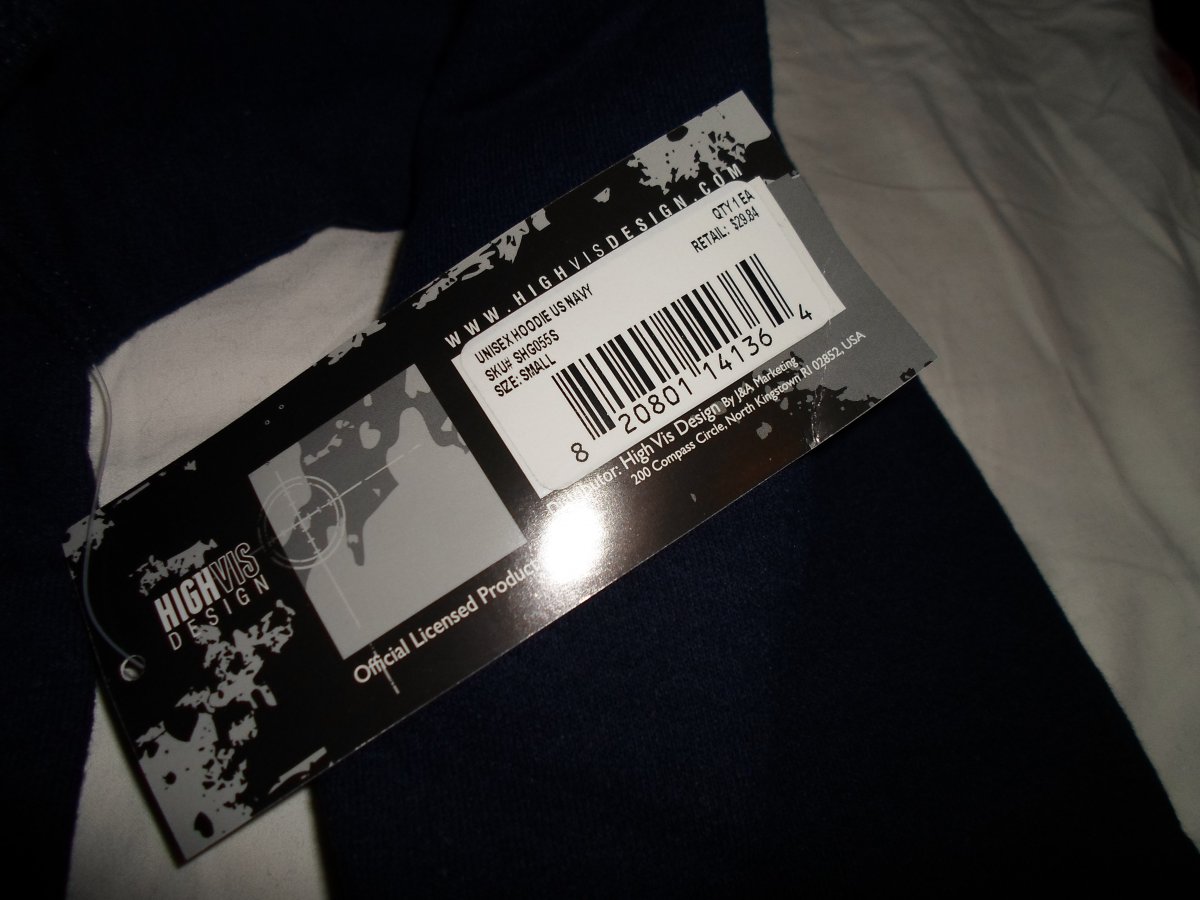 WWW.HIGHVISDESIGN.COM
QTY 1 EA
RETAIL: $29.84
UNISEX HOODIE US NAVY
SKU# SHG055S
SIZE: SMALL
8 20801 14136 4
Distributor: High Vis Design By J&A Marketing
200 Compass Circle, North Kingstown RI 02852, USA
HIGHVIS
DESIGN
Official Licensed Product